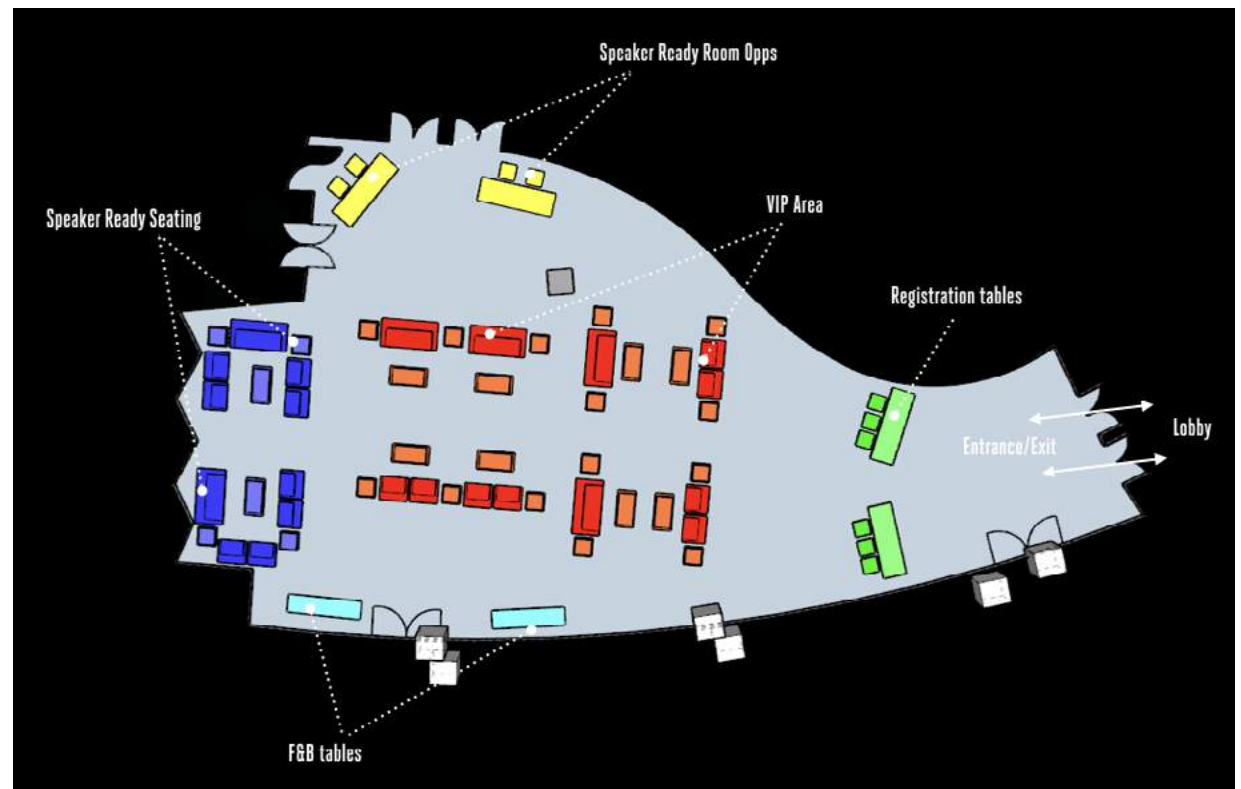 Speaker Ready Room Opps
Speaker Ready Seating
VIP Area
Registration tables
Entrance/Exit
Lobby
F&B tables